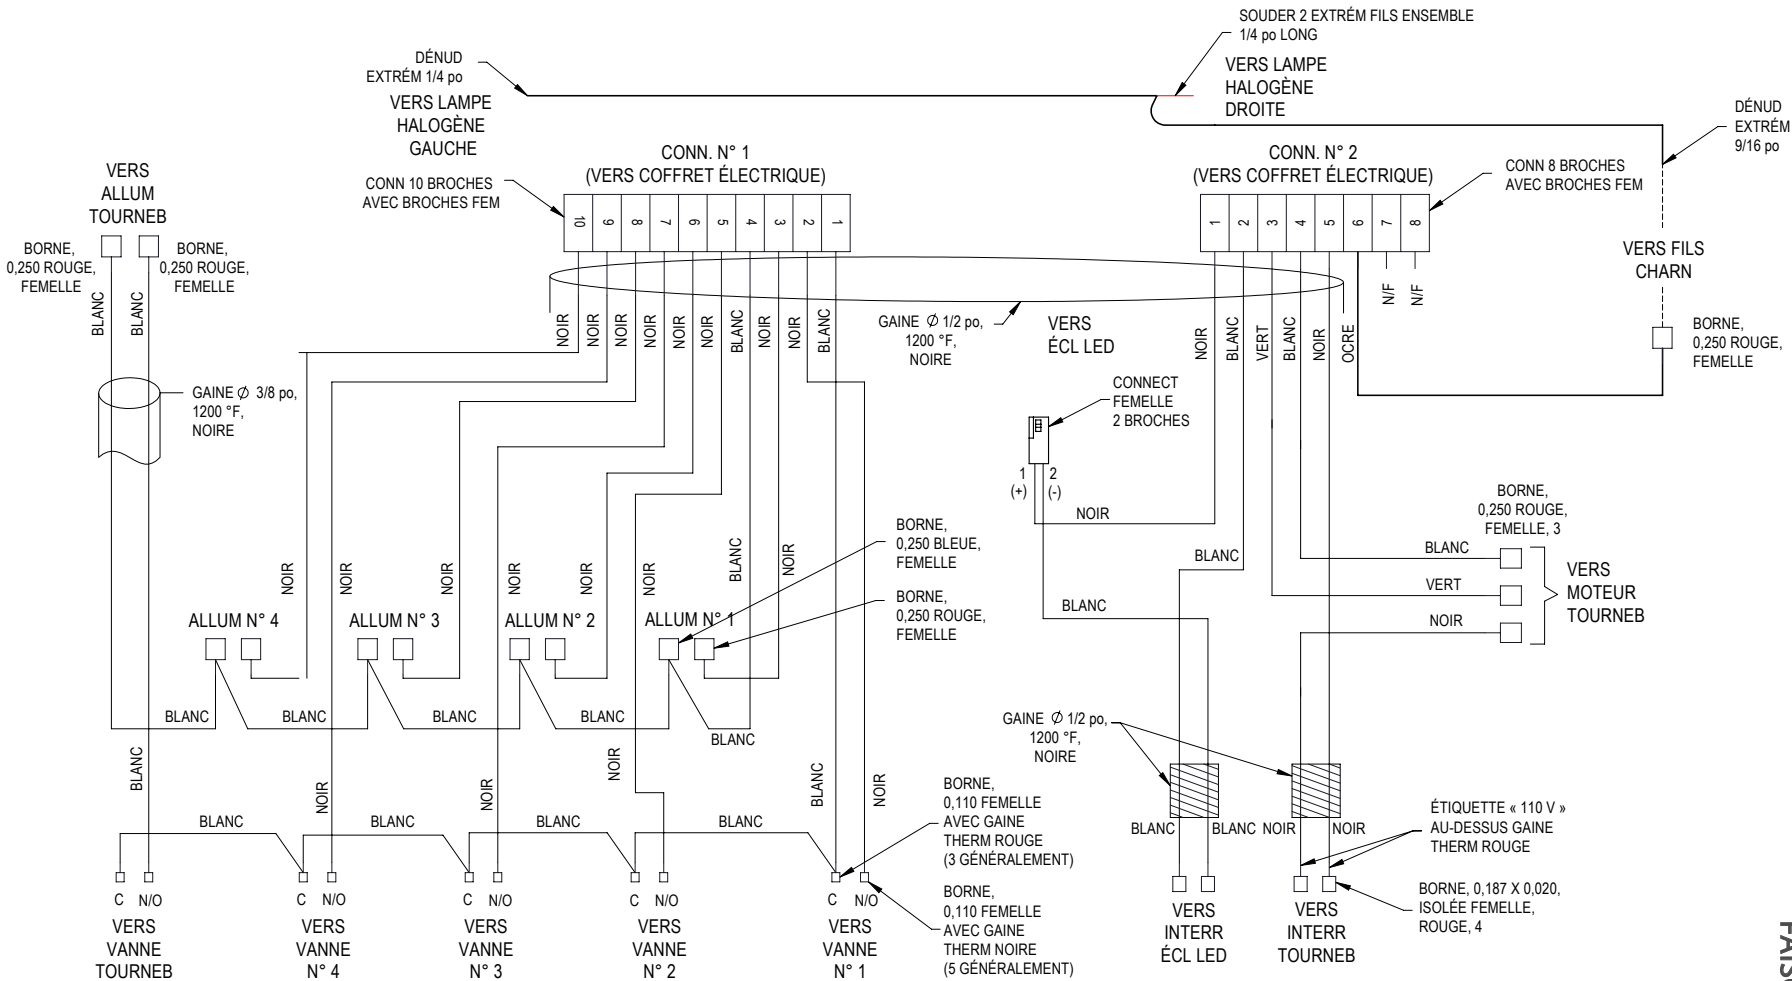 SOUDER 2 EXTRÉM FILS ENSEMBLE
1/4 po LONG
DÉNUD
EXTRÉM 1/4 po
VERS LAMPE
HALOGÈNE
GAUCHE
VERS LAMPE
HALOGÈNE
DROITE
DÉNUD
EXTRÉM
9/16 po
CONN. N° 1
(VERS COFFRET ÉLECTRIQUE)
CONN 10 BROCHES
AVEC BROCHES FEM
10 9 8 7 6 5 4 3 2 1
CONN. N° 2
(VERS COFFRET ÉLECTRIQUE)
CONN 8 BROCHES
AVEC BROCHES FEM
1 2 3 4 5 6 7 8
VERS
ALLUM
TOURNEB
BORNE,
0,250 ROUGE,
FEMELLE
BORNE,
0,250 ROUGE,
FEMELLE
BLANC
BLANC
VERS FILS
CHARN
BORNE,
0,250 ROUGE,
FEMELLE
N/F
N/F
NOIR
NOIR
NOIR
NOIR
NOIR
NOIR
BLANC
NOIR
NOIR
BLANC
GAINE Ø 1/2 po,
1200 °F,
NOIRE
VERS
ÉCL LED
NOIR
BLANC
VERT
BLANC
NOIR
OCRE
GAINE Ø 3/8 po,
1200 °F,
NOIRE
CONNECT
FEMELLE
2 BROCHES
1 2
(+) (-)
NOIR
BLANC
BLANC
BORNE,
0,250 ROUGE,
FEMELLE, 3
BLANC
VERT
NOIR
VERS
MOTEUR
TOURNEB
BORNE,
0,250 BLEUE,
FEMELLE
BORNE,
0,250 ROUGE,
FEMELLE
NOIR
NOIR
NOIR
NOIR
NOIR
NOIR
BLANC
NOIR
ALLUM N° 4
ALLUM N° 3
ALLUM N° 2
ALLUM N° 1
BLANC
BLANC
BLANC
BLANC
BLANC
BLANC
NOIR
NOIR
NOIR
BLANC
NOIR
GAINE Ø 1/2 po,
1200 °F,
NOIRE
BLANC
BLANC
BLANC
BLANC
BORNE,
0,110 FEMELLE
AVEC GAINE
THERM ROUGE
(3 GÉNÉRALEMENT)
BORNE,
0,110 FEMELLE
AVEC GAINE
THERM NOIRE
(5 GÉNÉRALEMENT)
BLANC BLANC NOIR NOIR
ÉTIQUETTE « 110 V »
AU-DESSUS GAINE
THERM ROUGE
BORNE, 0,187 X 0,020,
ISOLÉE FEMELLE,
ROUGE, 4
C N/O
VERS
VANNE
TOURNEB
C N/O
VERS
VANNE
N° 4
C N/O
VERS
VANNE
N° 3
C N/O
VERS
VANNE
N° 2
C N/O
VERS
VANNE
N° 1
VERS
INTERR
ÉCL LED
VERS
INTERR
TOURNEB